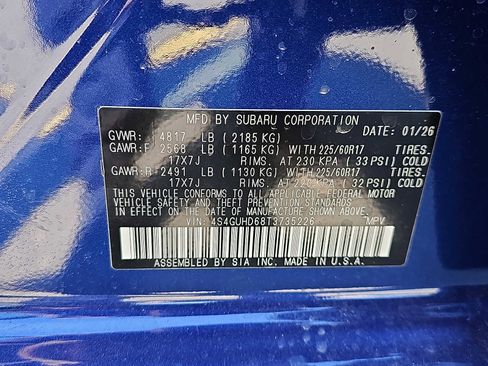 MFD BY SUBARU CORPORATION
GVWR: 4817 LB (2185 KG) DATE: 01/26
GAWR:F 2568 LB (1165 KG) WITH 225/60R17 TIRES.
17X7J RIMS. AT 230 KPA (33 PSI) COLD
GAWR:R 2491 LB (1130 KG) WITH 225/60R17 TIRES.
17X7J RIMS. AT 220 KPA (32 PSI) COLD
THIS VEHICLE CONFORMS TO ALL APPLICABLE FEDERAL MOTOR
VEHICLE SAFETY STANDARDS IN EFFECT ON THE
DATE OF MANUFACTURE SHOWN ABOVE.
VIN: 4S4GUHD68T3735226 MPV
ASSEMBLED BY SIA INC. MADE IN U.S.A.